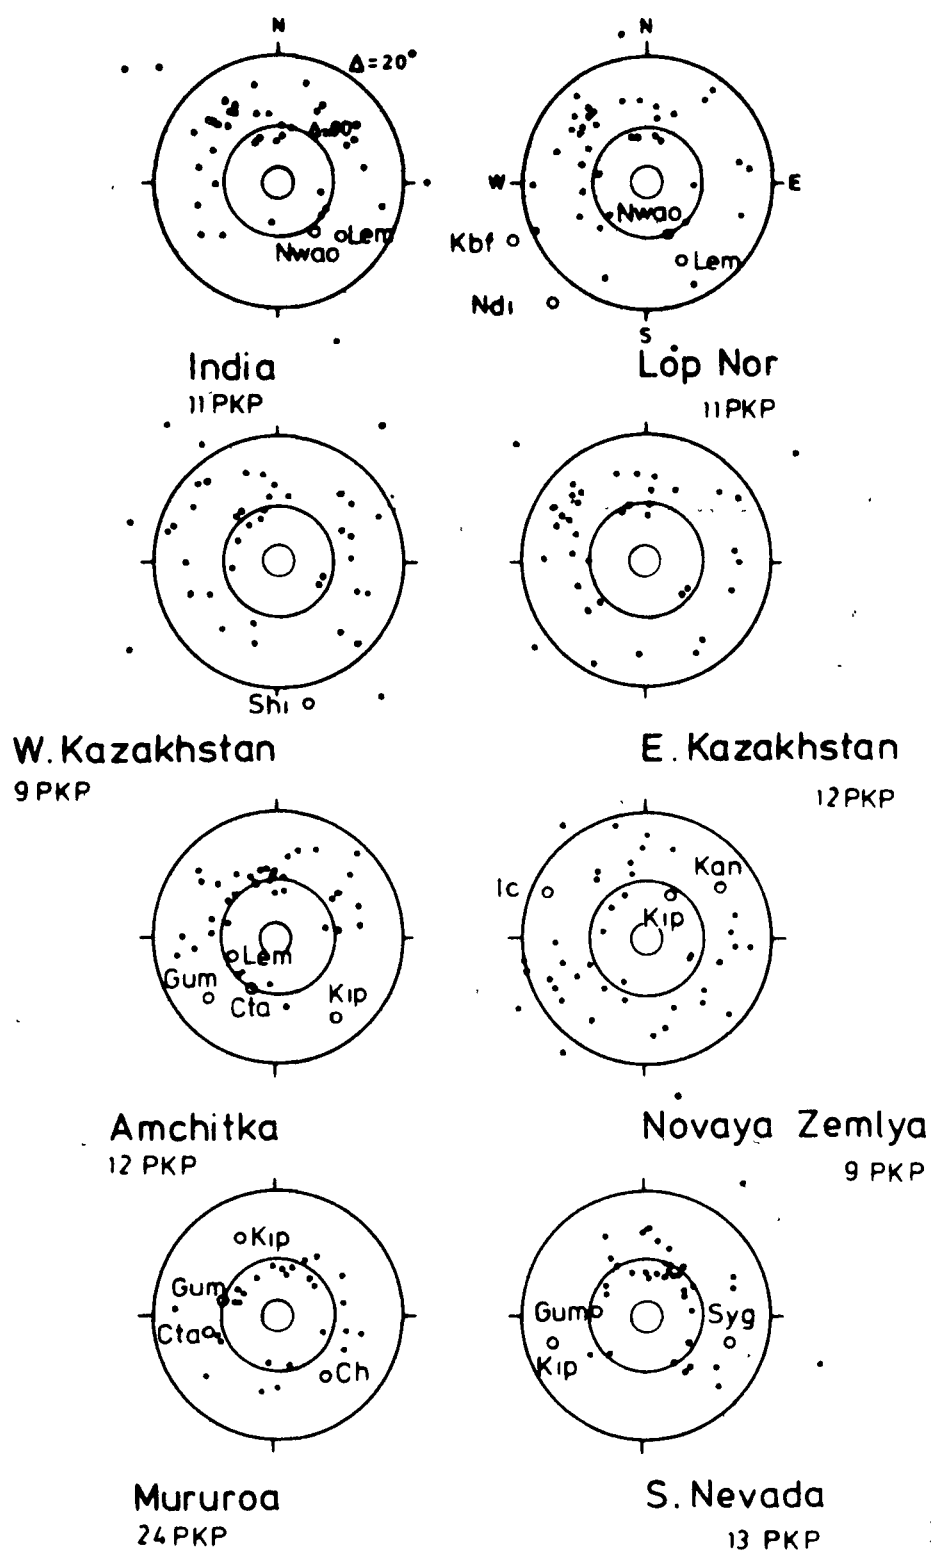 N
Δ=20°
Δ=90°
Nwao
Lem
India
11 PKP
N
W
E
S
Nwao
Kbf
Lem
Ndi
Lop Nor
11 PKP
Shi
W. Kazakhstan
9 PKP
E. Kazakhstan
12 PKP
Lem
Gum
Cta
Kip
Amchitka
12 PKP
Ic
Kan
Kip
Novaya Zemlya
9 PKP
Kip
Gum
Cta
Ch
Mururoa
24 PKP
Gum
Syg
Kip
S. Nevada
13 PKP